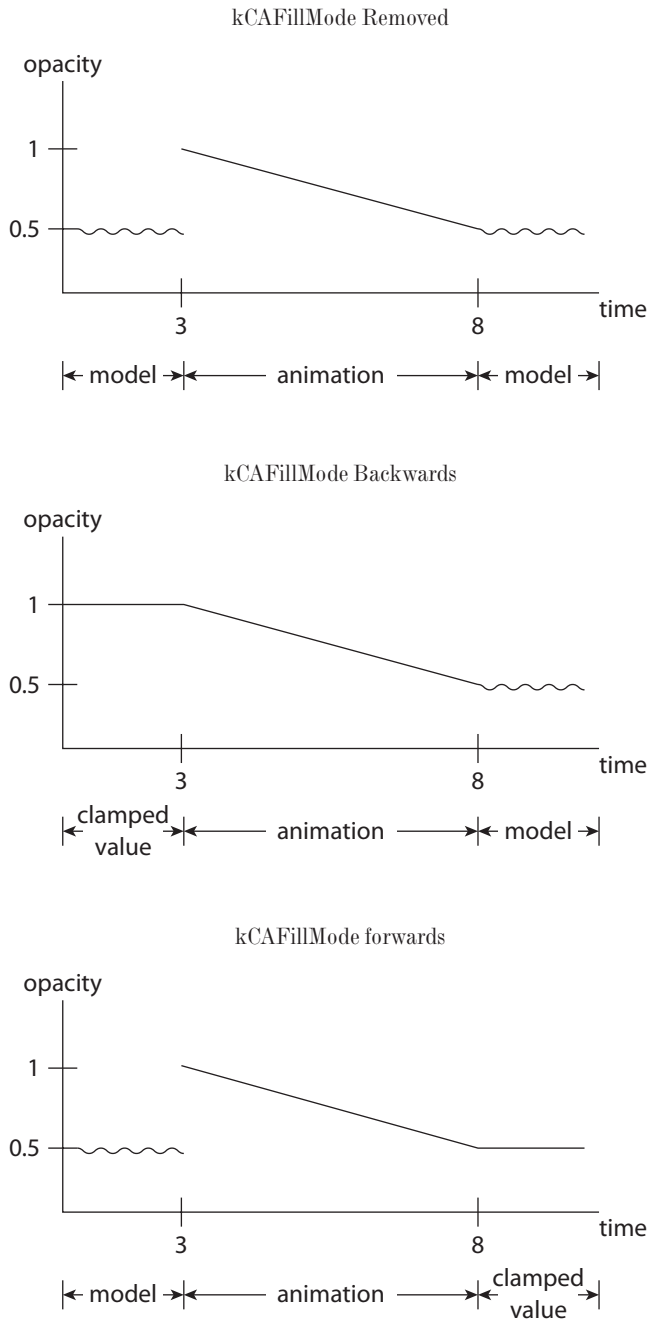 kCAFillMode Removed
opacity
1
0.5
time
3 8
model animation model
kCAFillMode Backwards
opacity
1
0.5
time
3 8
clamped value animation model
kCAFillMode forwards
opacity
1
0.5
time
3 8
model animation clamped value